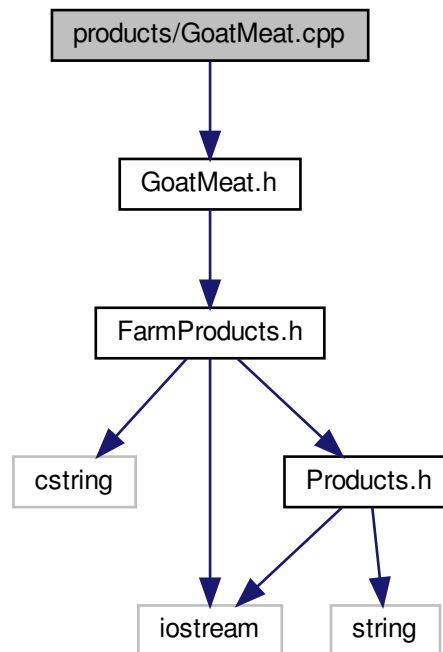 products/GoatMeat.cpp
GoatMeat.h
FarmProducts.h
cstring
Products.h
iostream
string